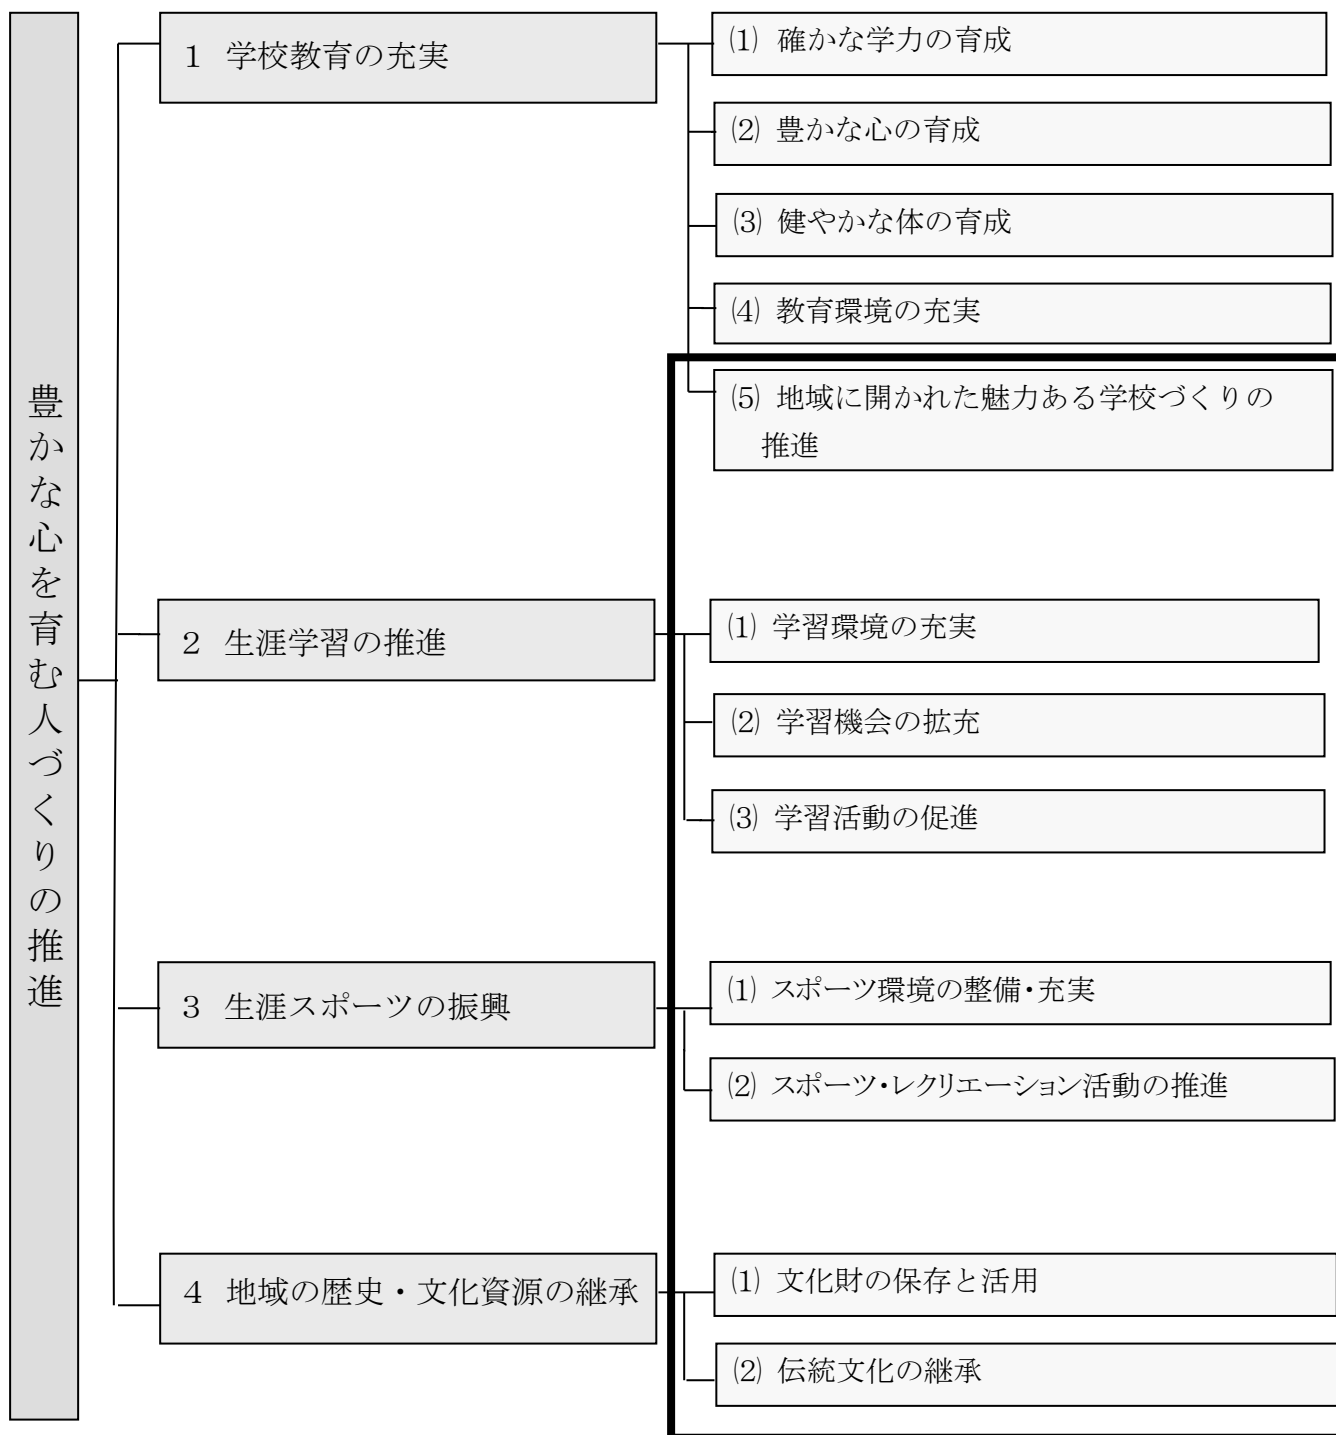 豊かな心を育む人づくりの推進
1 学校教育の充実
⑴ 確かな学力の育成
⑵ 豊かな心の育成
⑶ 健やかな体の育成
⑷ 教育環境の充実
⑸ 地域に開かれた魅力ある学校づくりの
推進
2 生涯学習の推進
⑴ 学習環境の充実
⑵ 学習機会の拡充
⑶ 学習活動の促進
3 生涯スポーツの振興
⑴ スポーツ環境の整備・充実
⑵ スポーツ・レクリエーション活動の推進
4 地域の歴史・文化資源の継承
⑴ 文化財の保存と活用
⑵ 伝統文化の継承